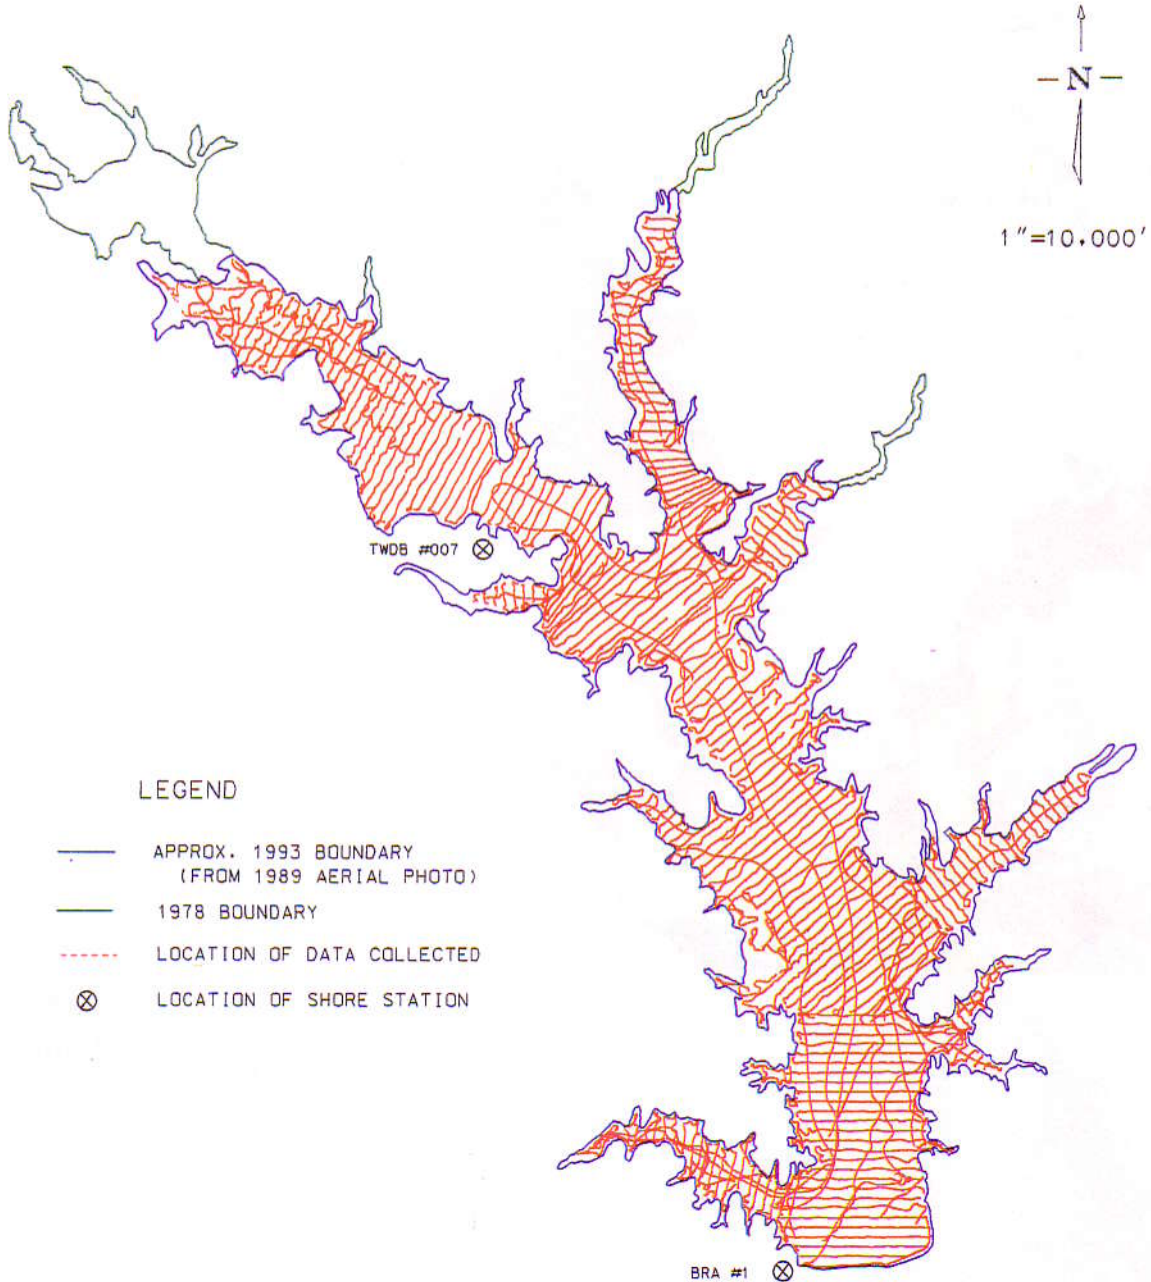 N
1"=10,000'
TWDB #007
LEGEND
APPROX. 1993 BOUNDARY
(FROM 1989 AERIAL PHOTO)
1978 BOUNDARY
LOCATION OF DATA COLLECTED
LOCATION OF SHORE STATION
BRA #1